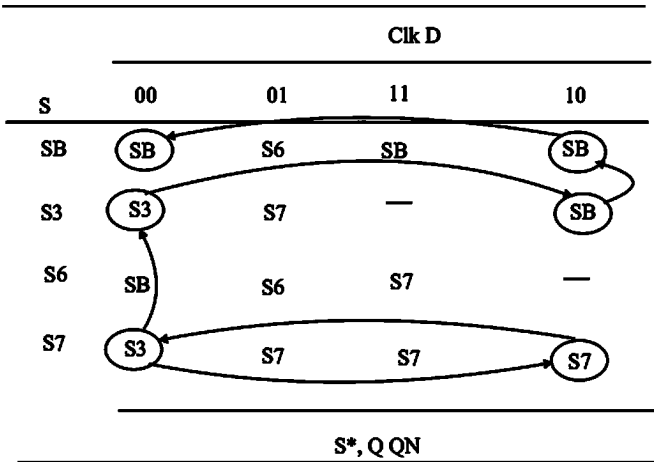 Clk D
S 00 01 11 10
SB SB S6 SB SB
S3 S3 S7 — SB
S6 SB S6 S7 —
S7 S3 S7 S7 S7
S*, Q QN